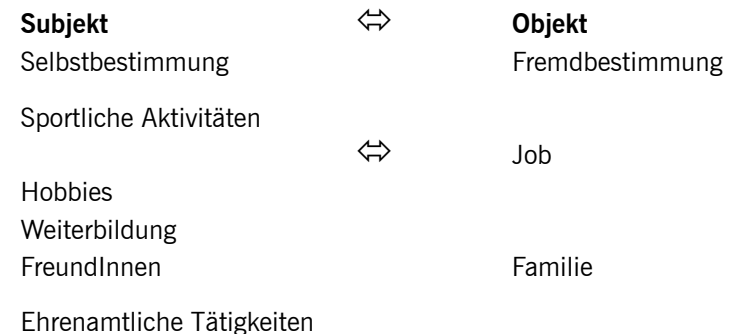 Subjekt ⇔ Objekt
Selbstbestimmung Fremdbestimmung
Sportliche Aktivitäten
⇔ Job
Hobbies
Weiterbildung
FreundInnen Familie
Ehrenamtliche Tätigkeiten